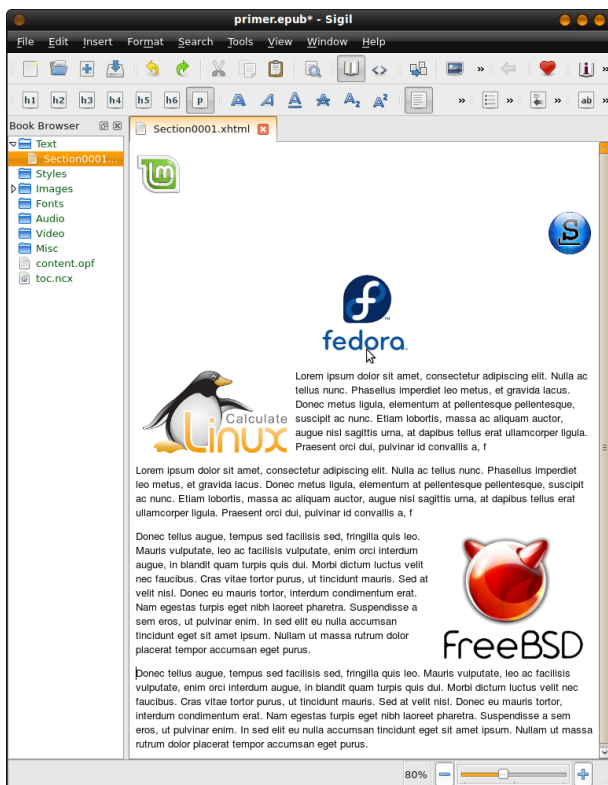 primer.epub* - Sigil
File Edit Insert Format Search Tools View Window Help
» i »
h1 h2 h3 h4 h5 h6 p A A A A A2 A2 » » » ab »
Book Browser
Section0001.xhtml
Text
Section0001...
Styles
Images
Fonts
Audio
Video
Misc
content.opf
toc.ncx
lm
S
f
fedora™
Calculate
Linux
Lorem ipsum dolor sit amet, consectetur adipiscing elit. Nulla ac
tellus nunc. Phasellus imperdiet leo metus, et gravida lacus.
Donec metus ligula, elementum at pellentesque pellentesque,
suscipit ac nunc. Etiam lobortis, massa ac aliquam auctor,
augue nisl sagittis urna, at dapibus tellus erat ullamcorper ligula.
Praesent orci dui, pulvinar id convallis a, f
Lorem ipsum dolor sit amet, consectetur adipiscing elit. Nulla ac tellus nunc. Phasellus imperdiet
leo metus, et gravida lacus. Donec metus ligula, elementum at pellentesque pellentesque, suscipit
ac nunc. Etiam lobortis, massa ac aliquam auctor, augue nisl sagittis urna, at dapibus tellus erat
ullamcorper ligula. Praesent orci dui, pulvinar id convallis a, f
Donec tellus augue, tempus sed facilisis sed, fringilla quis leo.
Mauris vulputate, leo ac facilisis vulputate, enim orci interdum
augue, in blandit quam turpis quis dui. Morbi dictum luctus velit
nec faucibus. Cras vitae tortor purus, ut tincidunt mauris. Sed at
velit nisl. Donec eu mauris tortor, interdum condimentum erat.
Nam egestas turpis eget nibh laoreet pharetra. Suspendisse a
sem eros, ut pulvinar enim. In sed elit eu nulla accumsan
tincidunt eget sit amet ipsum. Nullam ut massa rutrum dolor
placerat tempor accumsan eget purus.
FreeBSD
Donec tellus augue, tempus sed facilisis sed, fringilla quis leo. Mauris vulputate, leo ac facilisis
vulputate, enim orci interdum augue, in blandit quam turpis quis dui. Morbi dictum luctus velit nec
faucibus. Cras vitae tortor purus, ut tincidunt mauris. Sed at velit nisl. Donec eu mauris tortor,
interdum condimentum erat. Nam egestas turpis eget nibh laoreet pharetra. Suspendisse a sem
eros, ut pulvinar enim. In sed elit eu nulla accumsan tincidunt eget sit amet ipsum. Nullam ut massa
rutrum dolor placerat tempor accumsan eget purus.
80%